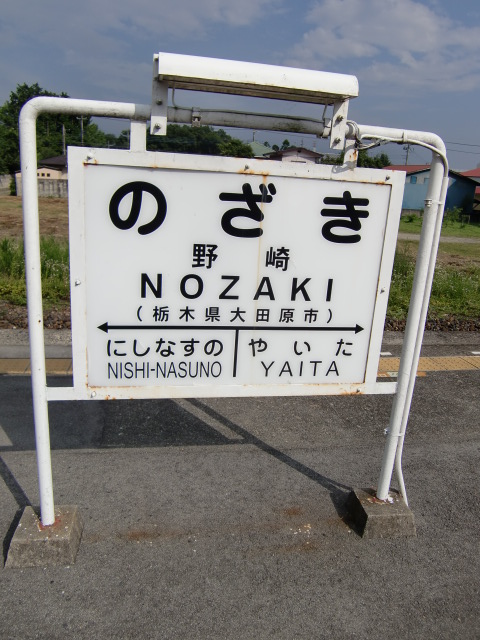 のざき
野崎
NOZAKI
(栃木県大田原市)
にしなすの やいた
NISHI-NASUNO YAITA